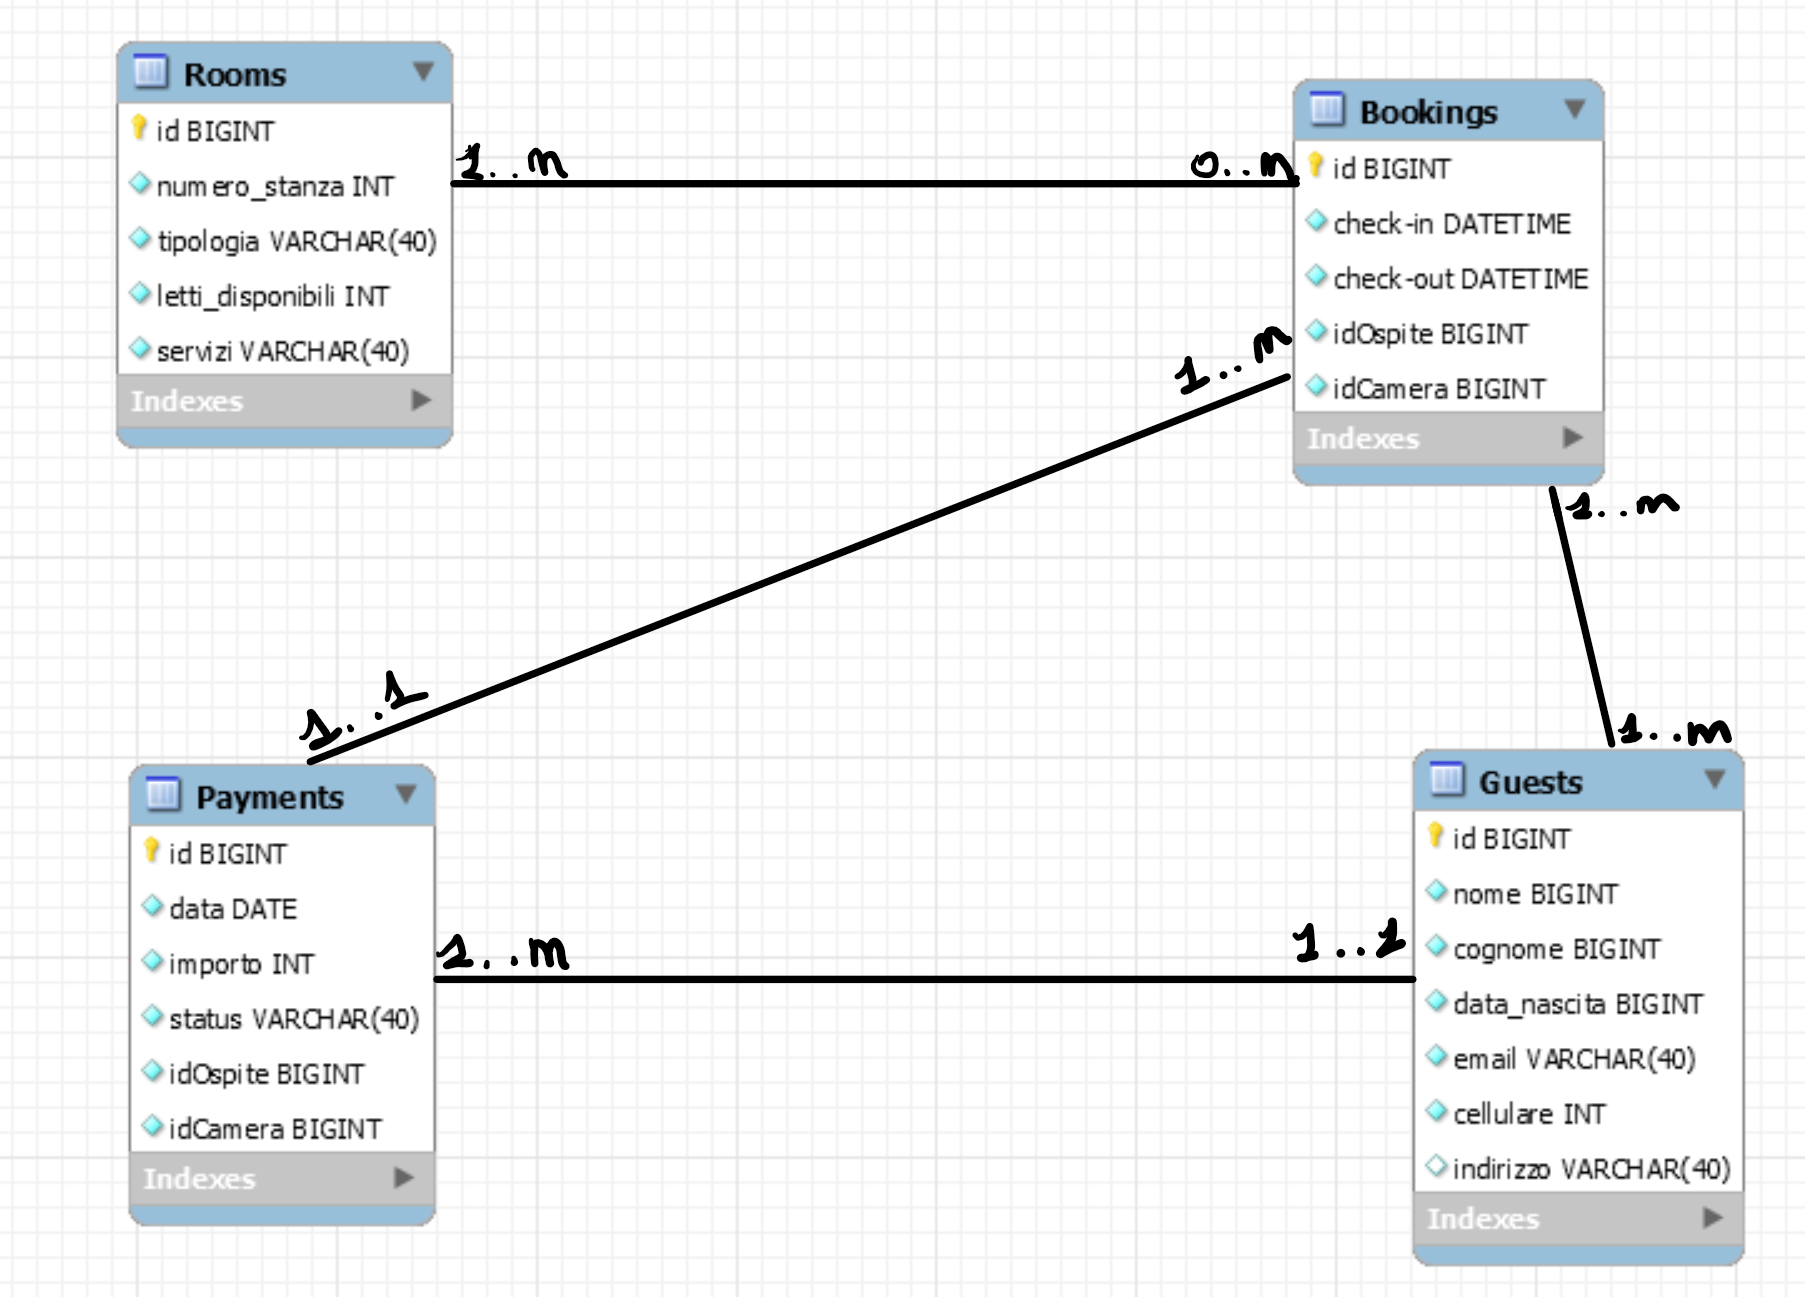 Rooms
id BIGINT
numero_stanza INT
tipologia VARCHAR(40)
letti_disponibili INT
servizi VARCHAR(40)
Indexes
1..m
0..m
Bookings
id BIGINT
check-in DATETIME
check-out DATETIME
idOspite BIGINT
idCamera BIGINT
Indexes
1..m
1..m
1..1
1..m
Payments
id BIGINT
data DATE
importo INT
status VARCHAR(40)
idOspite BIGINT
idCamera BIGINT
Indexes
1..m
1..1
Guests
id BIGINT
nome BIGINT
cognome BIGINT
data_nascita BIGINT
email VARCHAR(40)
cellulare INT
indirizzo VARCHAR(40)
Indexes